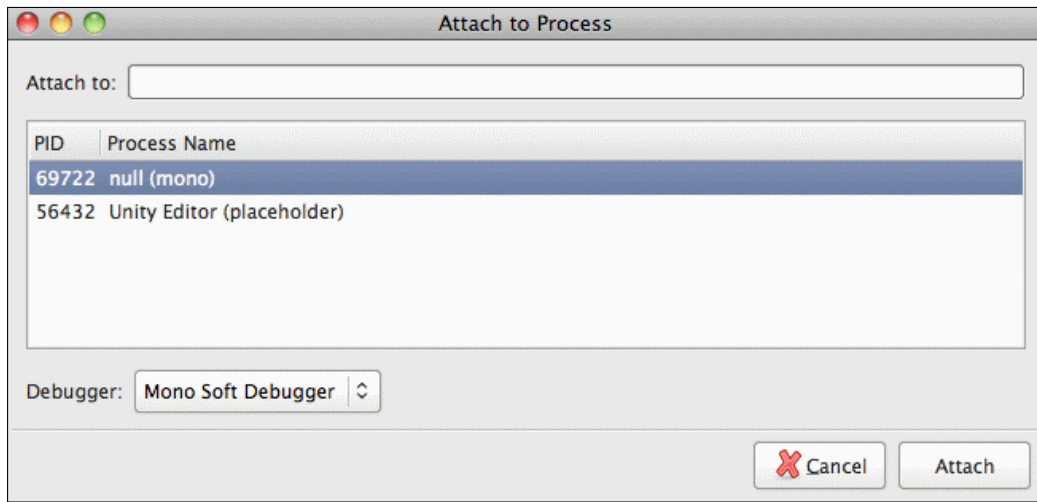 Attach to Process
Attach to:
PID Process Name
69722 null (mono)
56432 Unity Editor (placeholder)
Debugger: Mono Soft Debugger
Cancel Attach